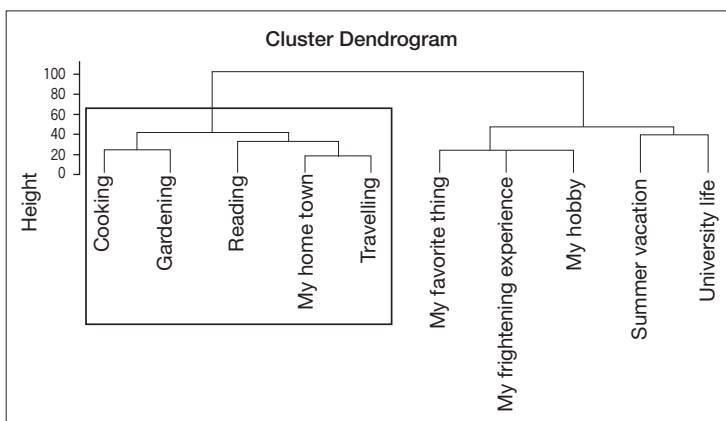 Cluster Dendrogram
Height
100
80
60
40
20
0
Cooking
Gardening
Reading
My home town
Travelling
My favorite thing
My frightening experience
My hobby
Summer vacation
University life